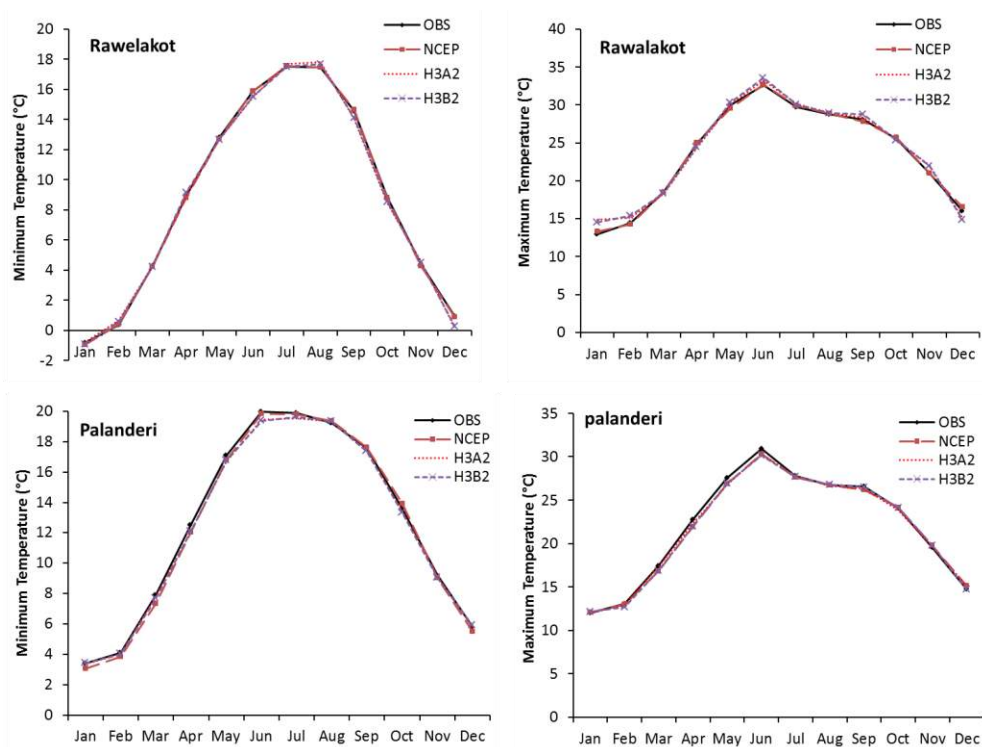 Rawelakot
Minimum Temperature (°C)
20
18
16
14
12
10
8
6
4
2
0
-2
OBS
NCEP
H3A2
H3B2
Jan Feb Mar Apr May Jun Jul Aug Sep Oct Nov Dec
Rawalakot
Maximum Temperature (°C)
40
35
30
25
20
15
10
5
0
OBS
NCEP
H3A2
H3B2
Jan Feb Mar Apr May Jun Jul Aug Sep Oct Nov Dec
Palanderi
Minimum Temperature (°C)
20
18
16
14
12
10
8
6
4
2
0
OBS
NCEP
H3A2
H3B2
Jan Feb Mar Apr May Jun Jul Aug Sep Oct Nov Dec
palanderi
Maximum Temperature (°C)
35
30
25
20
15
10
5
0
OBS
NCEP
H3A2
H3B2
Jan Feb Mar Apr May Jun Jul Aug Sep Oct Nov Dec